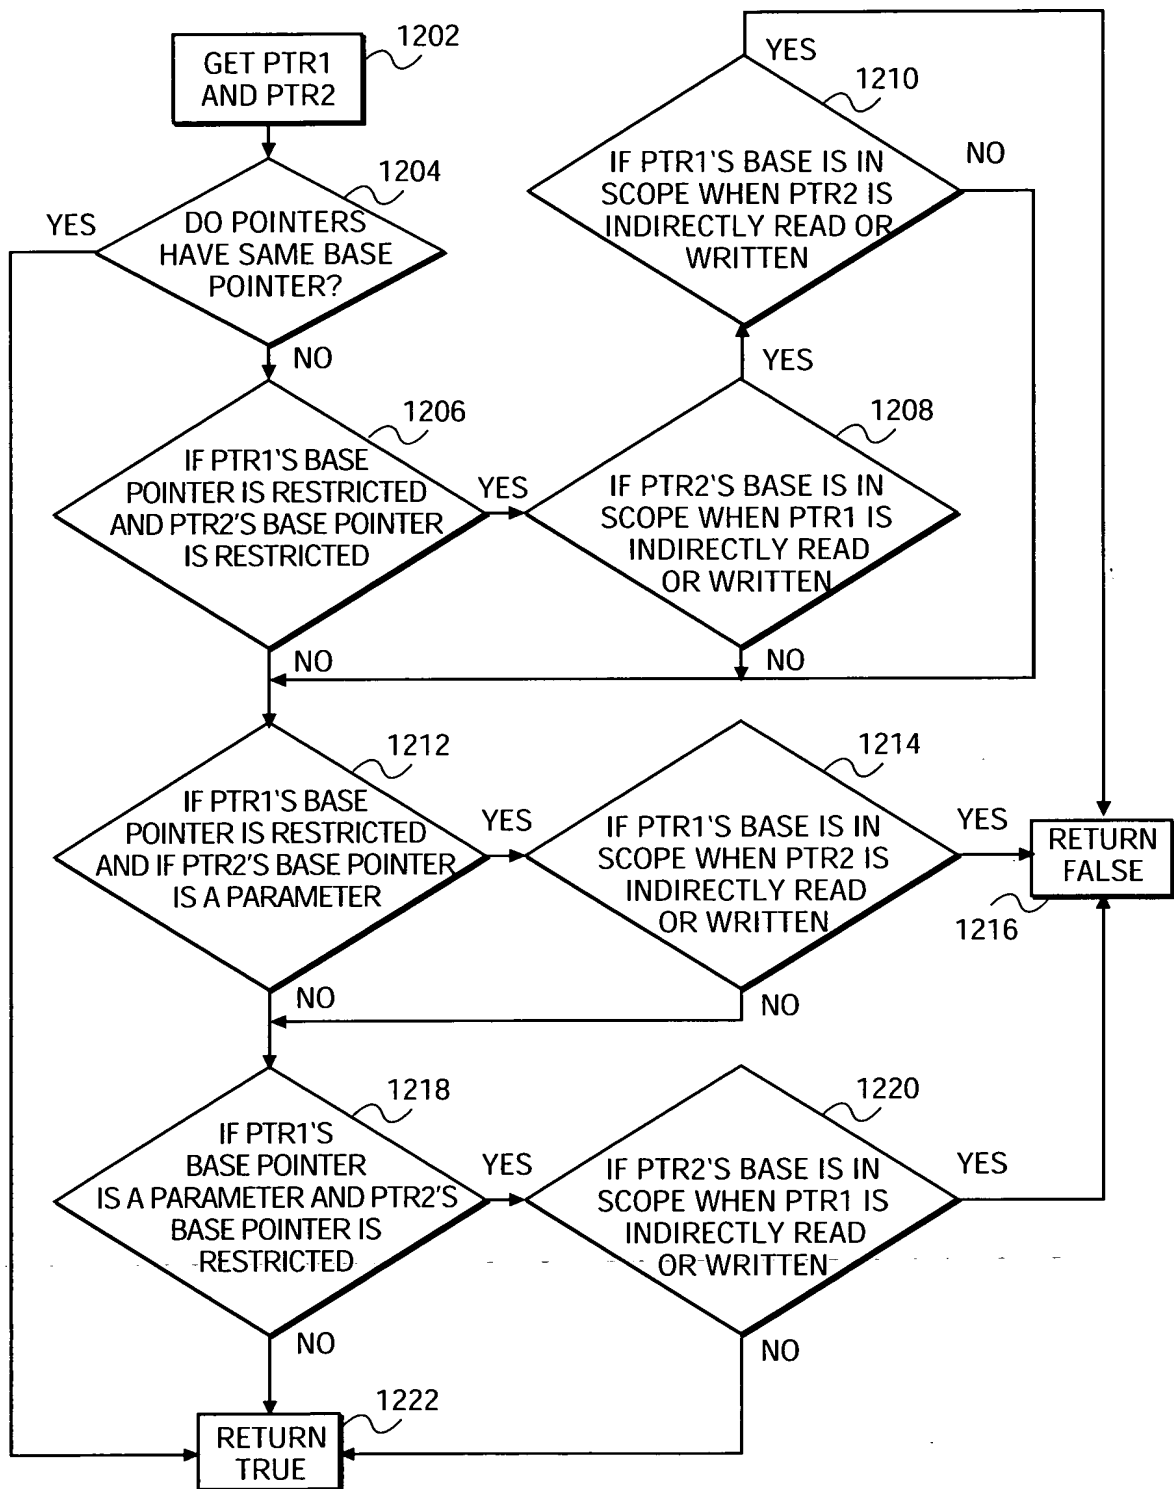 1202
GET PTR1
AND PTR2
1204
YES
DO POINTERS
HAVE SAME BASE
POINTER?
NO
YES
1210
NO
IF PTR1'S BASE IS IN
SCOPE WHEN PTR2 IS
INDIRECTLY READ OR
WRITTEN
YES
1206
IF PTR1'S BASE
POINTER IS RESTRICTED
AND PTR2'S BASE POINTER
IS RESTRICTED
YES
NO
1208
IF PTR2'S BASE IS IN
SCOPE WHEN PTR1 IS
INDIRECTLY READ
OR WRITTEN
NO
1212
IF PTR1'S BASE
POINTER IS RESTRICTED
AND IF PTR2'S BASE POINTER
IS A PARAMETER
YES
NO
1214
IF PTR1'S BASE IS IN
SCOPE WHEN PTR2 IS
INDIRECTLY READ
OR WRITTEN
YES
NO
RETURN
FALSE
1216
1218
IF PTR1'S
BASE POINTER
IS A PARAMETER AND PTR2'S
BASE POINTER IS
RESTRICTED
YES
NO
1220
IF PTR2'S BASE IS IN
SCOPE WHEN PTR1 IS
INDIRECTLY READ
OR WRITTEN
YES
NO
1222
RETURN
TRUE